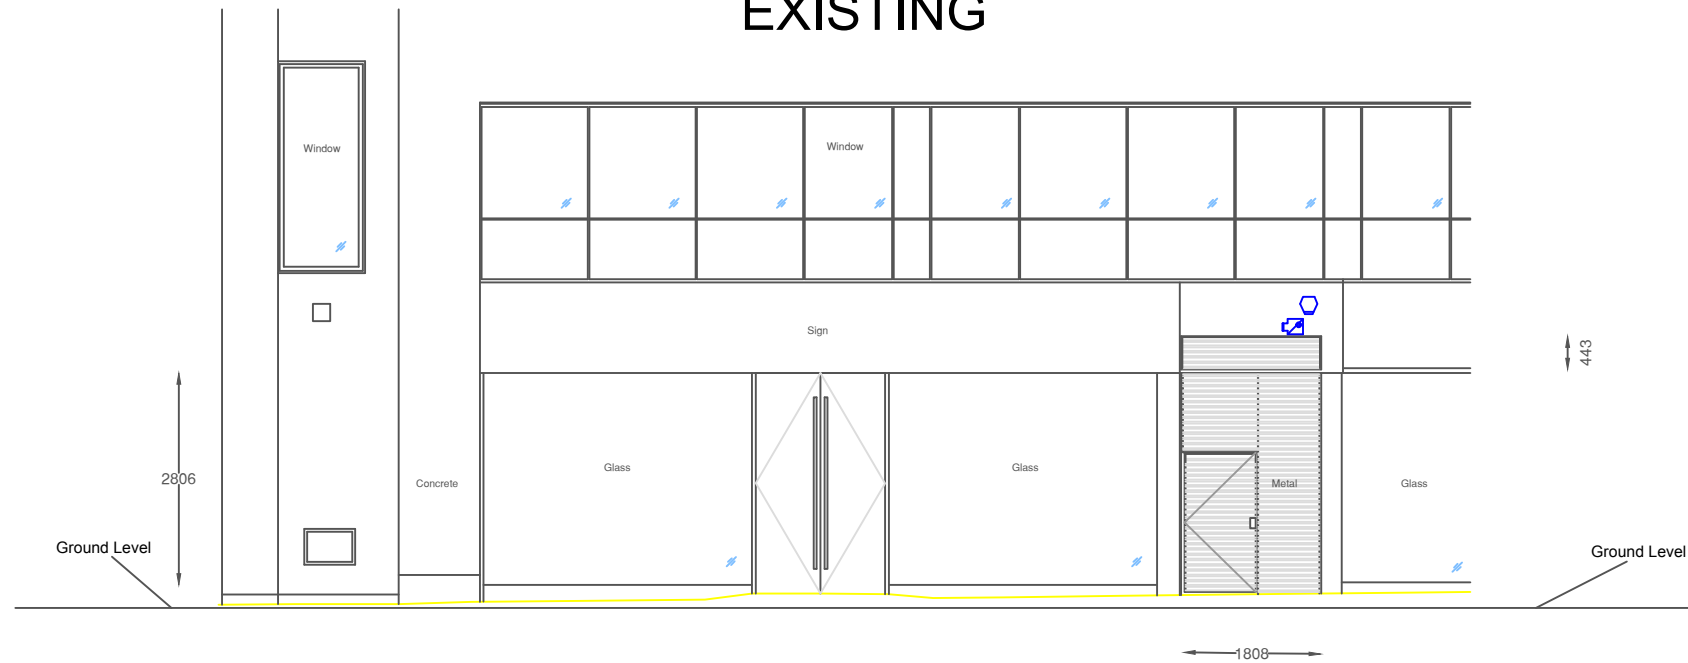 EXISTING
Window
Window
Sign
443
Glass
Glass
2806
Concrete
Metal
Glass
Ground Level
Ground Level
1808